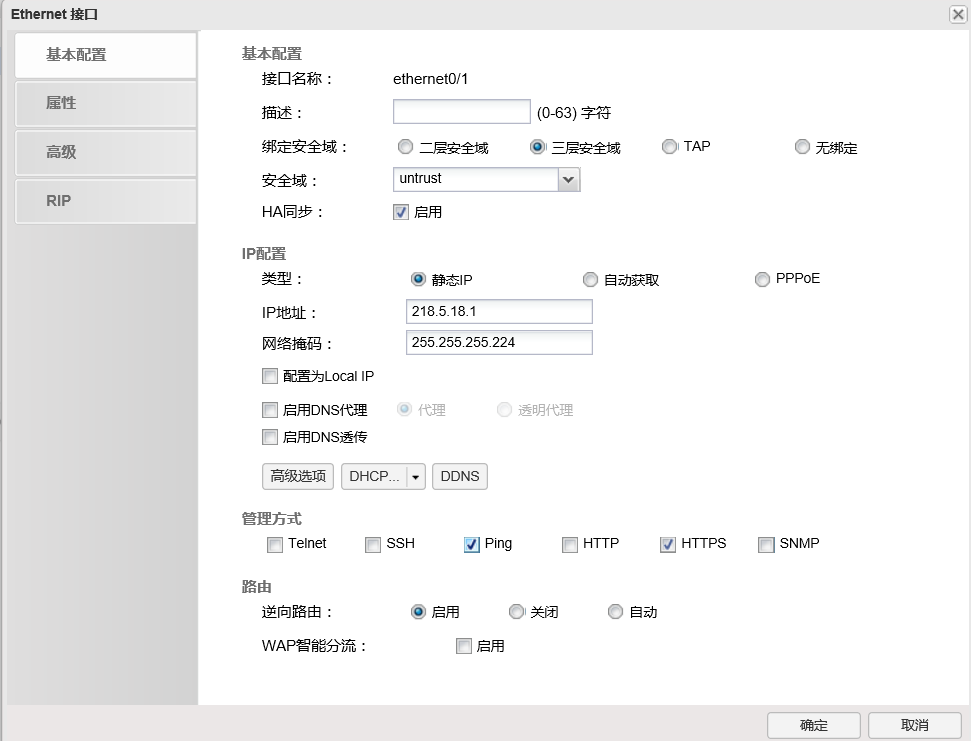 Ethernet 接口
基本配置
属性
高级
RIP
基本配置
接口名称： ethernet0/1
描述： (0-63) 字符
绑定安全域： 二层安全域 三层安全域 TAP 无绑定
安全域： untrust
HA同步： 启用
IP配置
类型： 静态IP 自动获取 PPPoE
IP地址： 218.5.18.1
网络掩码： 255.255.255.224
配置为Local IP
启用DNS代理 代理 透明代理
启用DNS透传
高级选项 DHCP... DDNS
管理方式
Telnet SSH Ping HTTP HTTPS SNMP
路由
逆向路由： 启用 关闭 自动
WAP智能分流： 启用
确定 取消